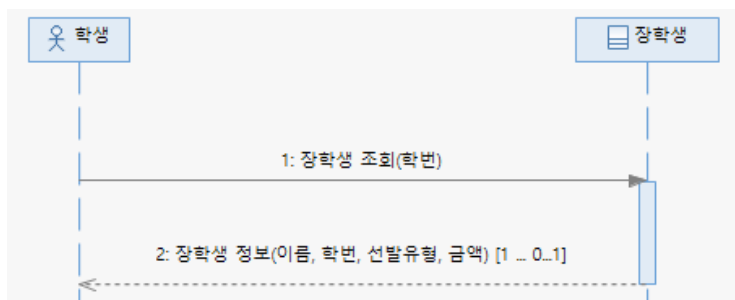 학생
장학생
1: 장학생 조회(학번)
2: 장학생 정보(이름, 학번, 선발유형, 금액) [1 ... 0..1]